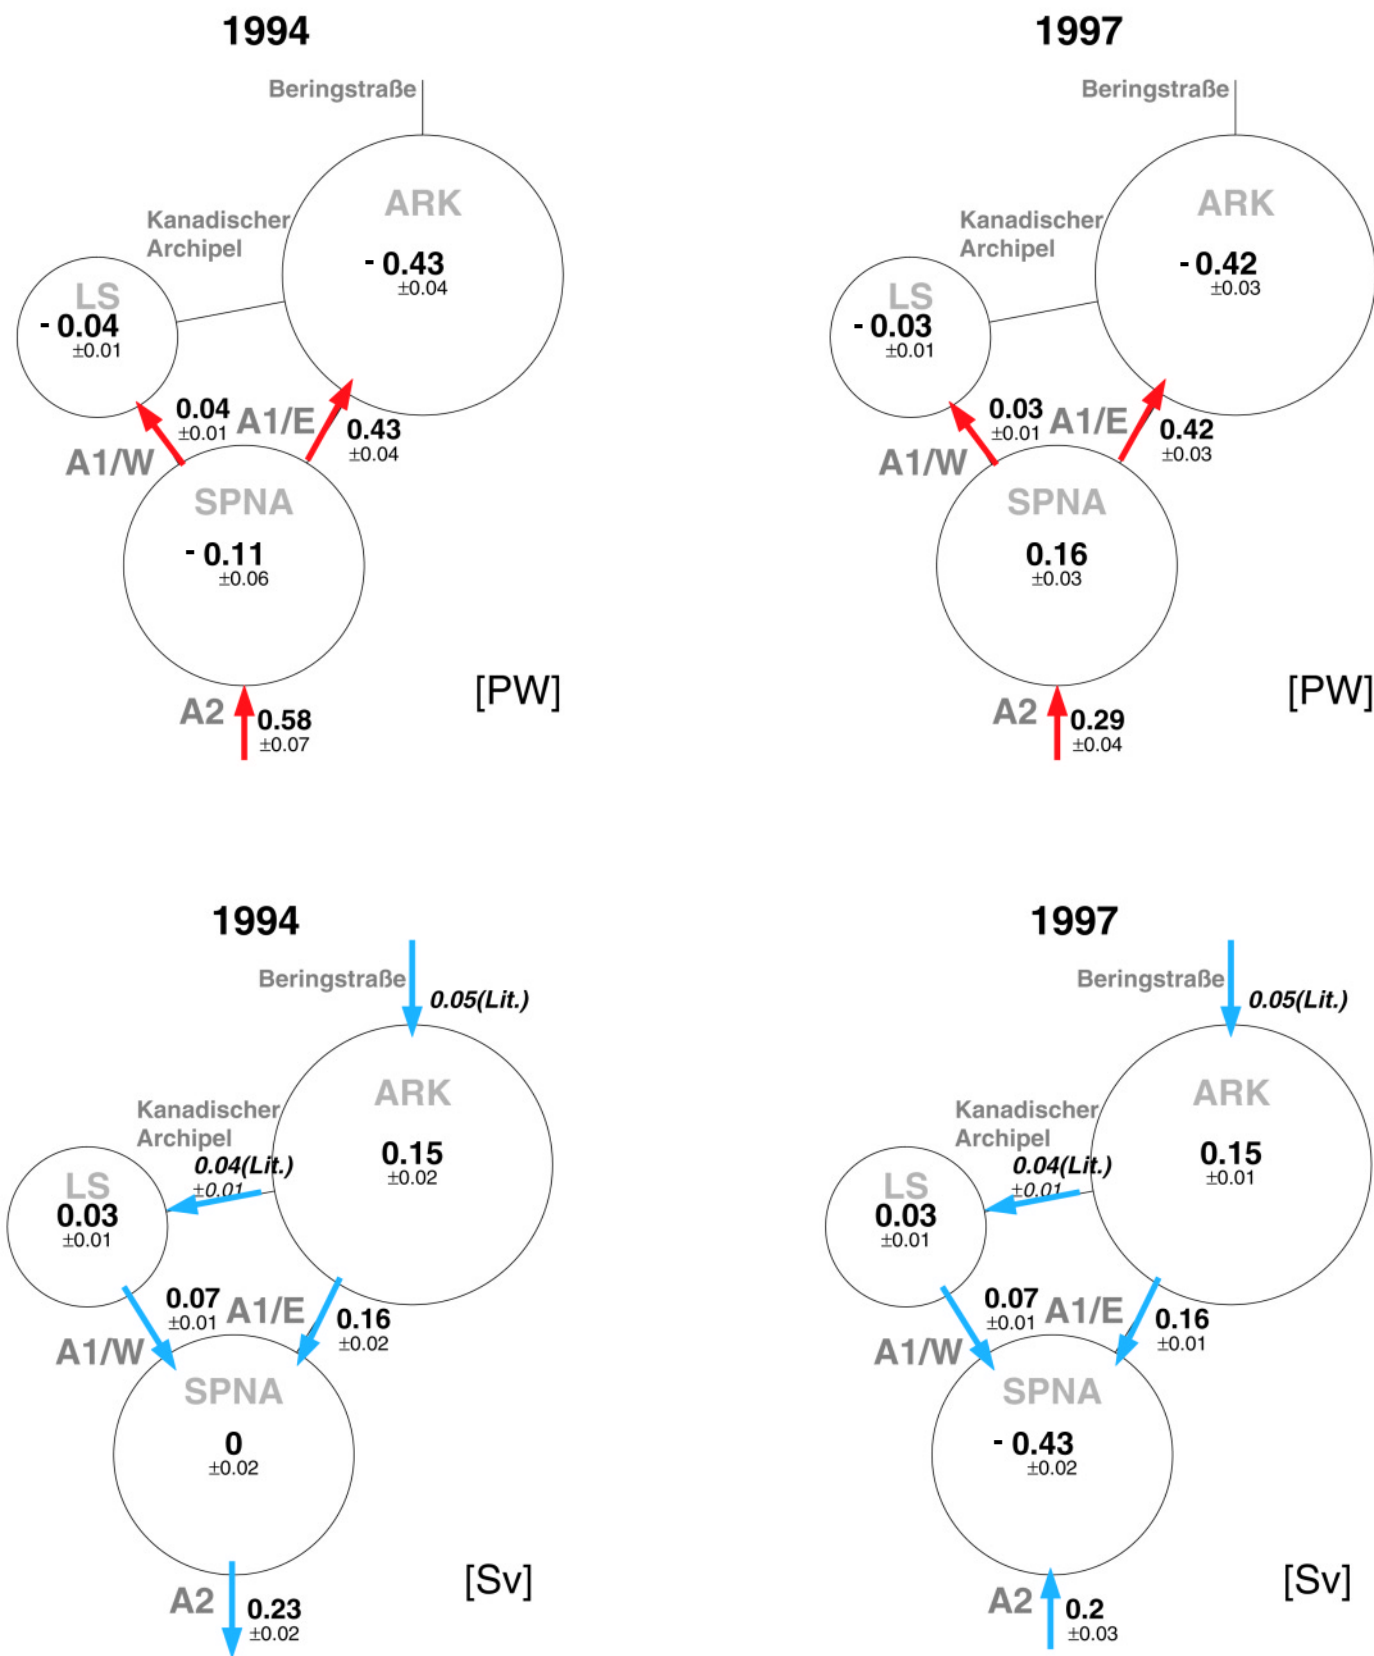 1994
Beringstraße
ARK
Kanadischer
Archipel
- 0.43
±0.04
LS
- 0.04
±0.01
0.04
±0.01
A1/E
0.43
±0.04
A1/W
SPNA
- 0.11
±0.06
[PW]
A2
0.58
±0.07
1997
Beringstraße
ARK
Kanadischer
Archipel
- 0.42
±0.03
LS
- 0.03
±0.01
0.03
±0.01
A1/E
0.42
±0.03
A1/W
SPNA
0.16
±0.03
[PW]
A2
0.29
±0.04
1994
Beringstraße
0.05(Lit.)
ARK
Kanadischer
Archipel
0.15
±0.02
0.04(Lit.)
±0.01
LS
0.03
±0.01
0.07
±0.01
A1/E
0.16
±0.02
A1/W
SPNA
0
±0.02
[Sv]
A2
0.23
±0.02
1997
Beringstraße
0.05(Lit.)
ARK
Kanadischer
Archipel
0.15
±0.01
0.04(Lit.)
±0.01
LS
0.03
±0.01
0.07
±0.01
A1/E
0.16
±0.01
A1/W
SPNA
- 0.43
±0.02
[Sv]
A2
0.2
±0.03